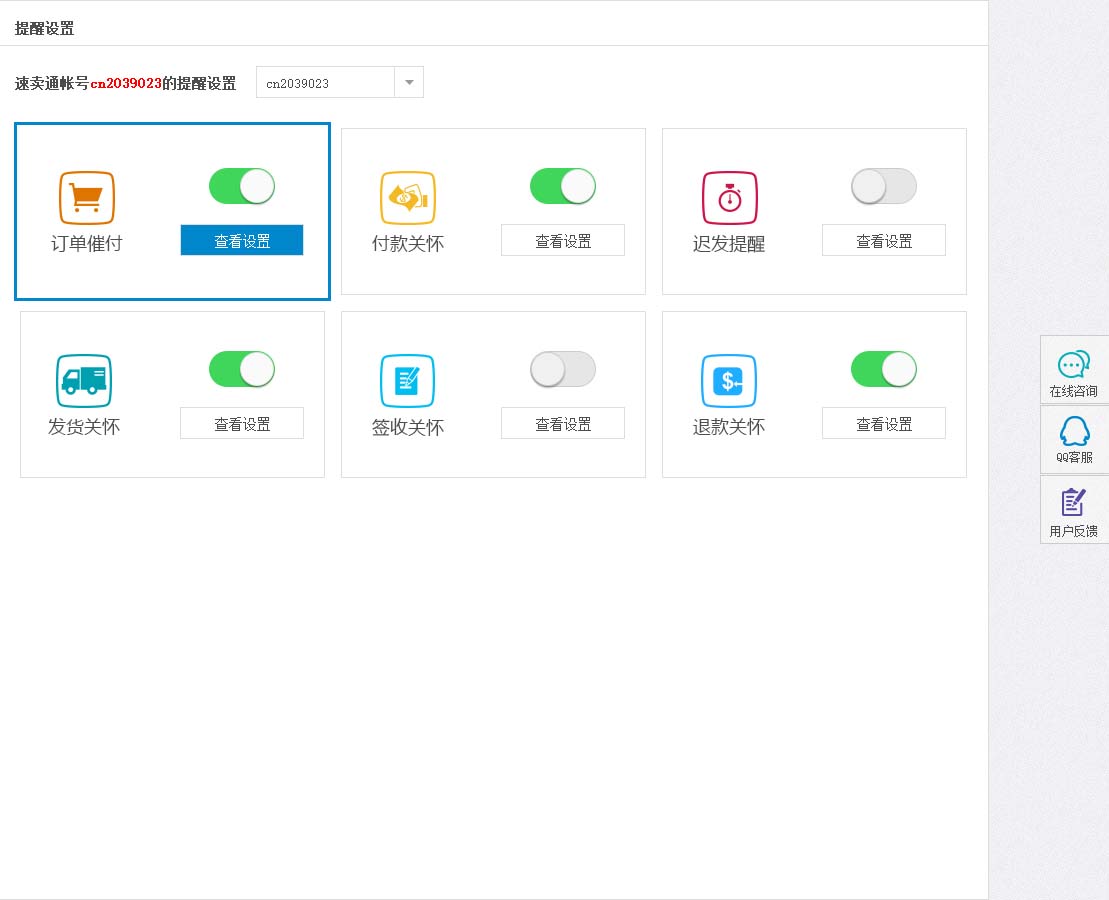 提醒设置
速卖通帐号cn2039023的提醒设置 cn2039023
订单催付 查看设置
付款关怀 查看设置
迟发提醒 查看设置
发货关怀 查看设置
签收关怀 查看设置
退款关怀 查看设置
在线咨询
QQ客服
用户反馈